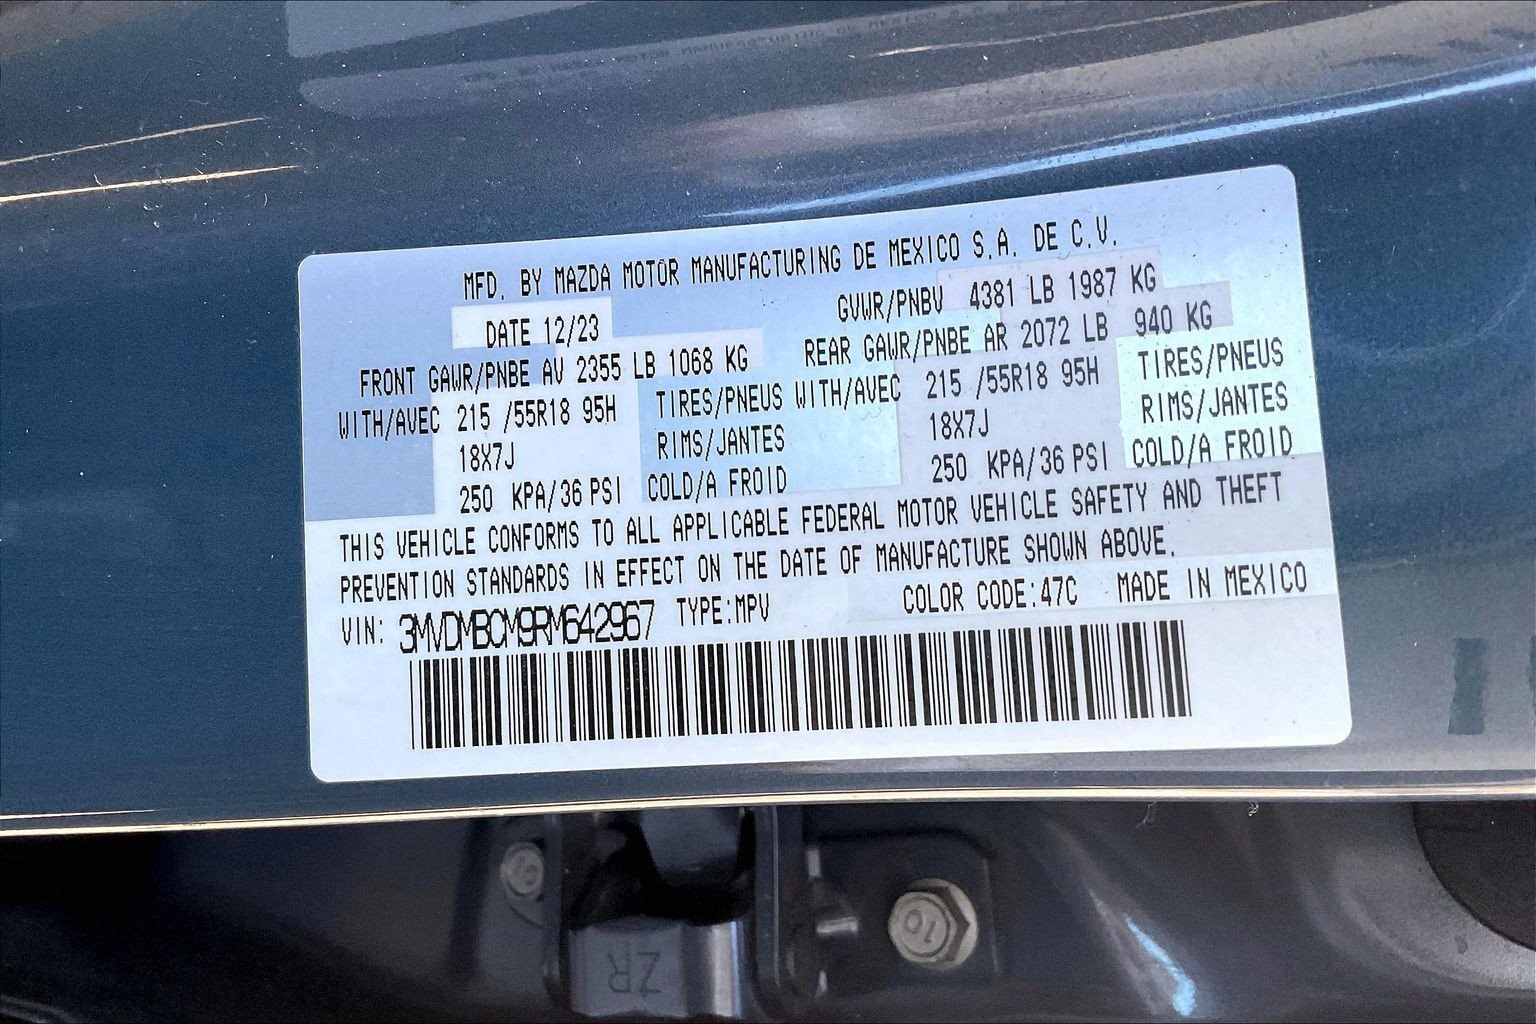 MFD. BY MAZDA MOTOR MANUFACTURING DE MEXICO S.A. DE C.V.
DATE 12/23 GVWR/PNBV 4381 LB 1987 KG
FRONT GAWR/PNBE AV 2355 LB 1068 KG REAR GAWR/PNBE AR 2072 LB 940 KG
WITH/AVEC 215 /55R18 95H TIRES/PNEUS WITH/AVEC 215 /55R18 95H TIRES/PNEUS
18X7J RIMS/JANTES 18X7J RIMS/JANTES
250 KPA/36 PSI COLD/A FROID 250 KPA/36 PSI COLD/A FROID
THIS VEHICLE CONFORMS TO ALL APPLICABLE FEDERAL MOTOR VEHICLE SAFETY AND THEFT
PREVENTION STANDARDS IN EFFECT ON THE DATE OF MANUFACTURE SHOWN ABOVE.
VIN: 3MVDMBCM9RM642967 TYPE:MPV COLOR CODE:47C MADE IN MEXICO
10
ZR